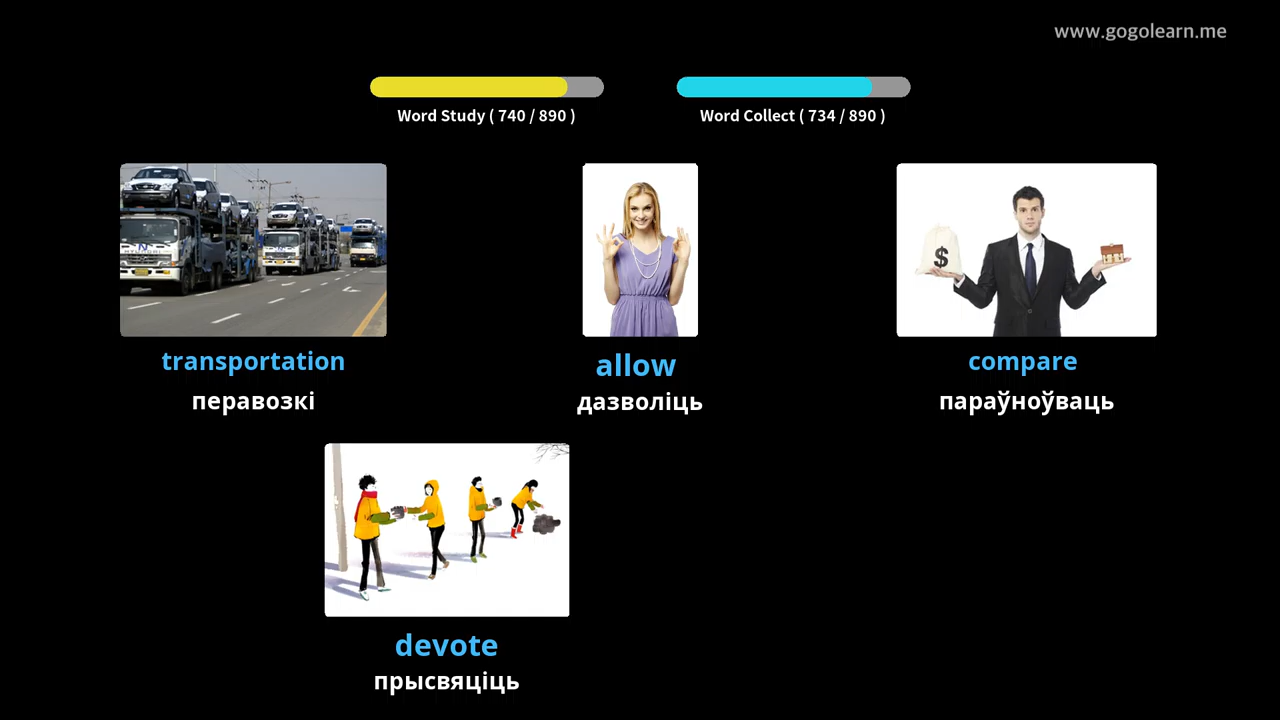 www.gogolearn.me
Word Study ( 740 / 890 )
Word Collect ( 734 / 890 )
transportation
перавозкі
allow
дазволіць
compare
параўноўваць
devote
прысвяціць